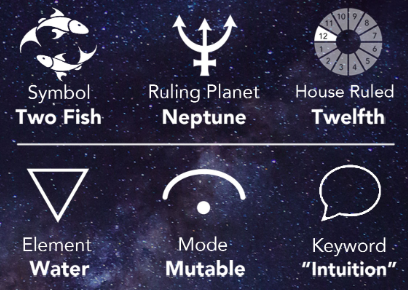 11 10 9
12 8
1 7
2 6
3 4 5
Symbol Ruling Planet House Ruled
Two Fish Neptune Twelfth
Element Mode Keyword
Water Mutable “Intuition”